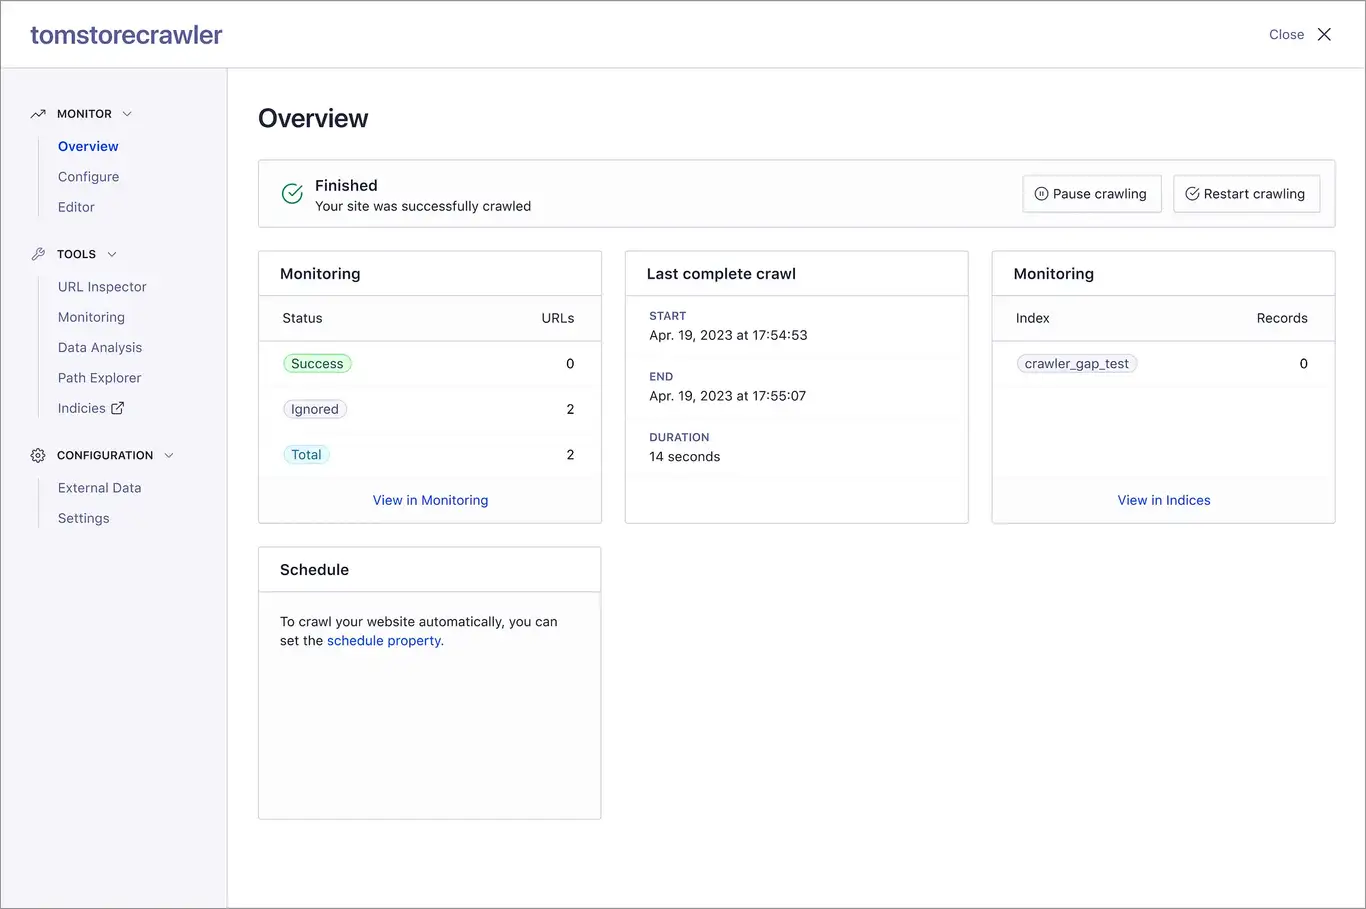 tomstorecrawler
Close
MONITOR
Overview
Configure
Editor
TOOLS
URL Inspector
Monitoring
Data Analysis
Path Explorer
Indicies
CONFIGURATION
External Data
Settings
Overview
Finished
Your site was successfully crawled
Pause crawling
Restart crawling
Monitoring
Status URLs
Success 0
Ignored 2
Total 2
View in Monitoring
Last complete crawl
START
Apr. 19, 2023 at 17:54:53
END
Apr. 19, 2023 at 17:55:07
DURATION
14 seconds
Monitoring
Index Records
crawler_gap_test 0
View in Indices
Schedule
To crawl your website automatically, you can
set the schedule property.